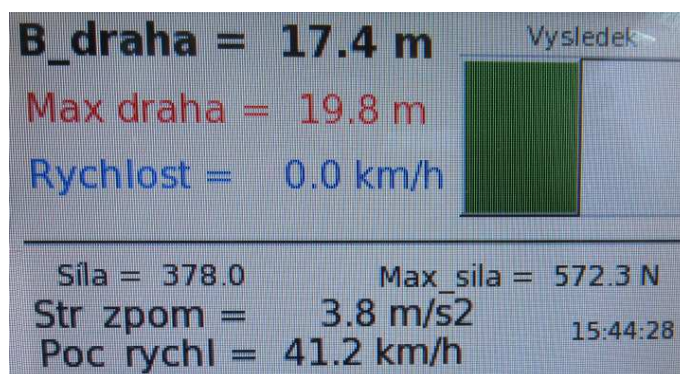 B_draha = 17.4 m
Vysledek
Max draha = 19.8 m
Rychlost = 0.0 km/h
Síla = 378.0 Max_sila = 572.3 N
Str zpom = 3.8 m/s2
15:44:28
Poc rychl = 41.2 km/h